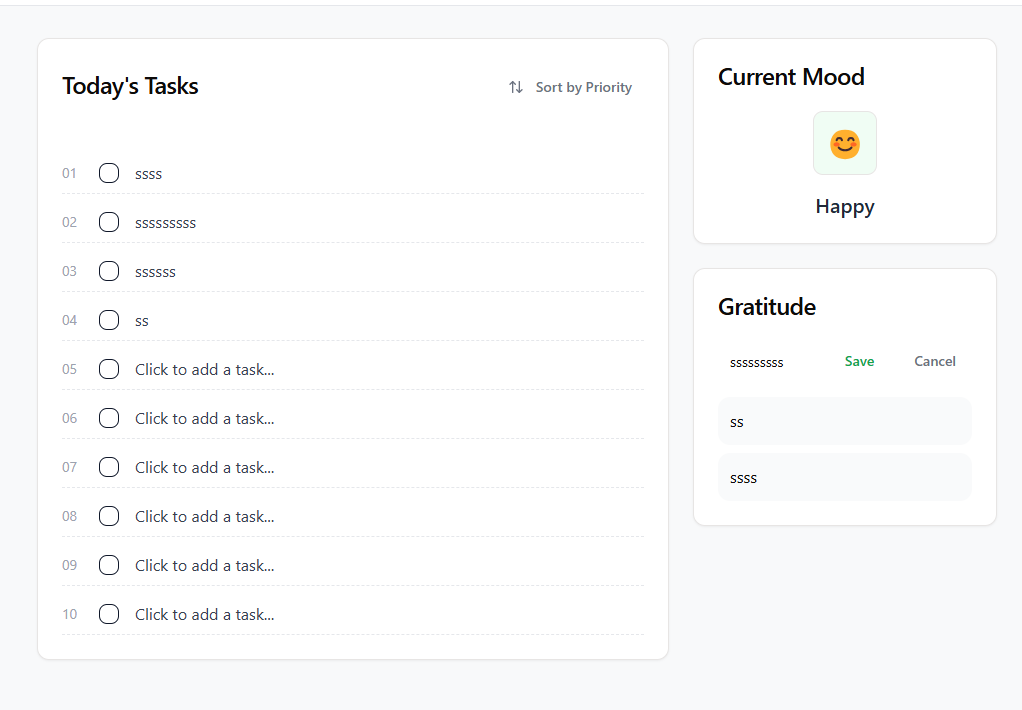 Today's Tasks
Sort by Priority
01 ssss
02 sssssssss
03 ssssss
04 ss
05 Click to add a task...
06 Click to add a task...
07 Click to add a task...
08 Click to add a task...
09 Click to add a task...
10 Click to add a task...
Current Mood
Happy
Gratitude
sssssssss Save Cancel
ss
ssss